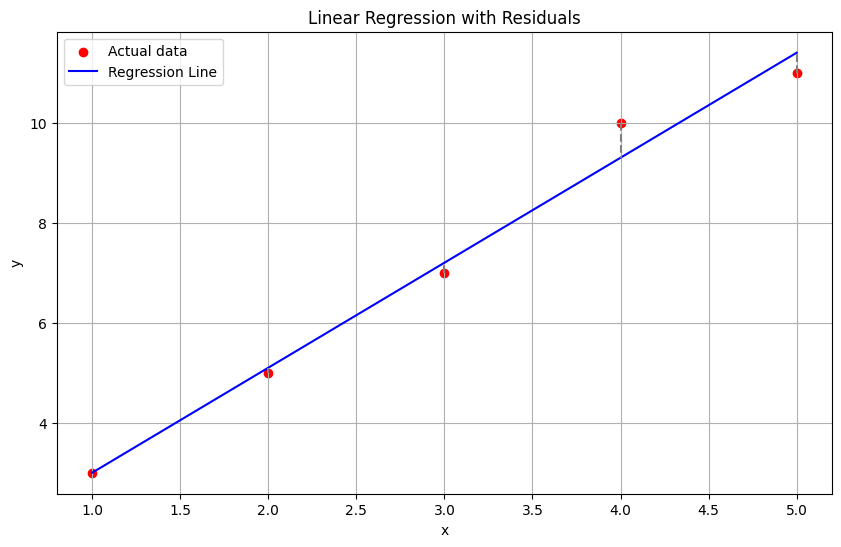 Linear Regression with Residuals
Actual data
Regression Line
y
10
8
6
4
1.0 1.5 2.0 2.5 3.0 3.5 4.0 4.5 5.0
x